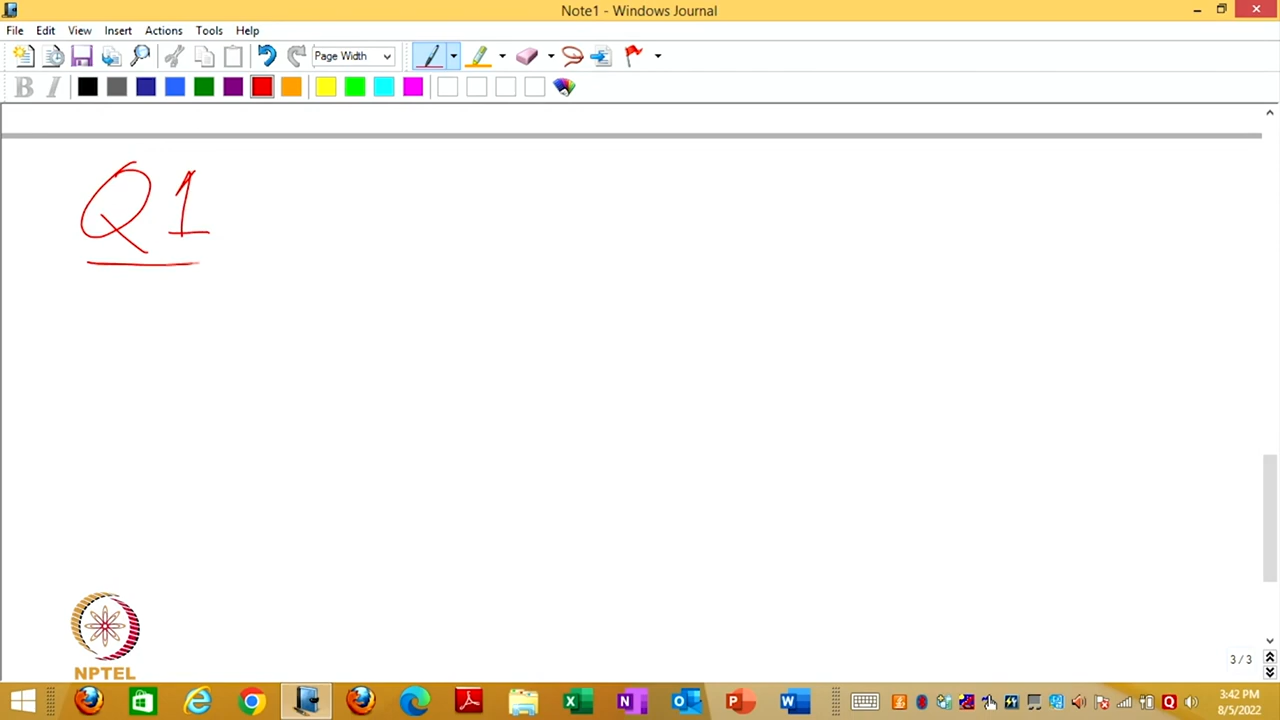 Note1 - Windows Journal
File Edit View Insert Actions Tools Help
Page Width
B I
Q1
3 / 3
NPTEL
3:42 PM
8/5/2022